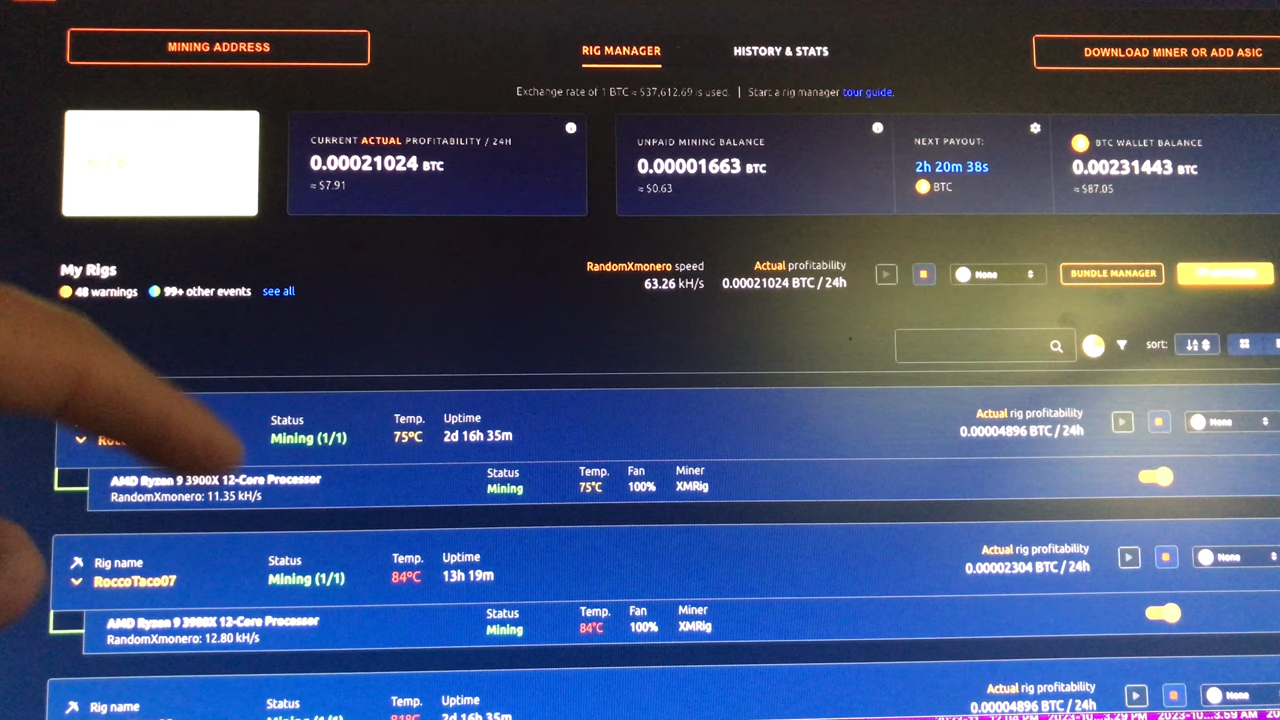 MINING ADDRESS
RIG MANAGER
HISTORY & STATS
DOWNLOAD MINER OR ADD ASIC
Exchange rate of 1 BTC ≈ $37,612.69 is used. | Start a rig manager tour guide.
CURRENT ACTUAL PROFITABILITY / 24H
0.00021024 BTC
≈ $7.91
UNPAID MINING BALANCE
0.00001663 BTC
≈ $0.63
NEXT PAYOUT:
2h 20m 38s
BTC
BTC WALLET BALANCE
0.00231443 BTC
≈ $87.05
My Rigs
48 warnings 99+ other events see all
RandomXmonero speed
63.26 kH/s
Actual profitability
0.00021024 BTC / 24h
None
BUNDLE MANAGER
sort:
Status
Mining (1/1)
Temp.
75°C
Uptime
2d 16h 35m
Actual rig profitability
0.00004896 BTC / 24h
None
AMD Ryzen 9 3900X 12-Core Processor
RandomXmonero: 11.35 kH/s
Status
Mining
Temp.
75°C
Fan
100%
Miner
XMRig
Rig name
RoccoTaco07
Status
Mining (1/1)
Temp.
84°C
Uptime
13h 19m
Actual rig profitability
0.00002304 BTC / 24h
None
AMD Ryzen 9 3900X 12-Core Processor
RandomXmonero: 12.80 kH/s
Status
Mining
Temp.
84°C
Fan
100%
Miner
XMRig
Rig name
Status
Mining (1/1)
Temp.
81°C
Uptime
2d 16h 35m
Actual rig profitability
0.00004896 BTC / 24h
None